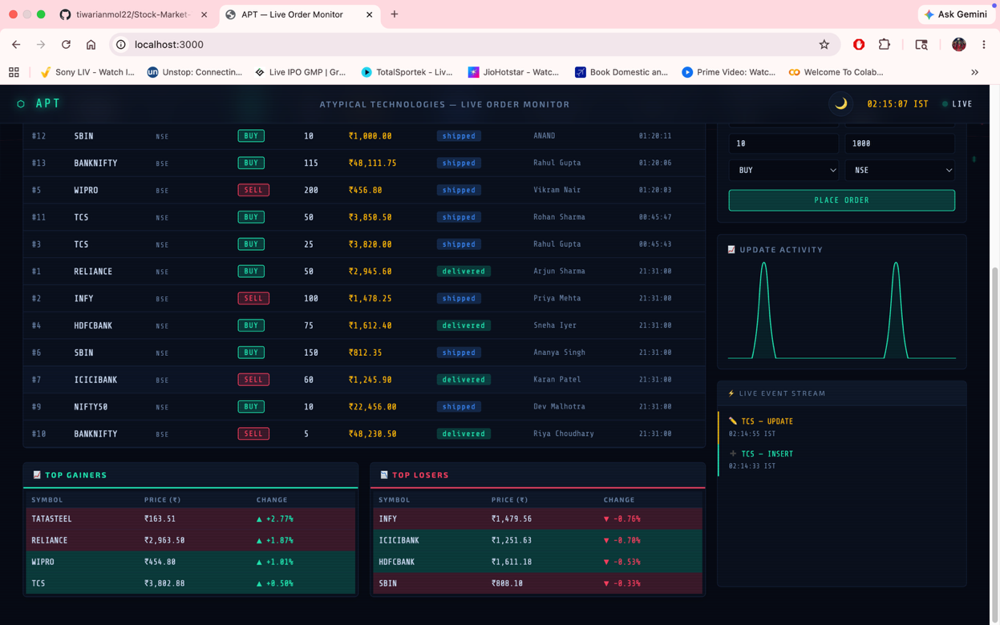 tiwarianmol22/Stock-Market-
APT — Live Order Monitor
Ask Gemini
localhost:3000
Sony LIV - Watch I...
Unstop: Connectin...
Live IPO GMP | Gr...
TotalSportek - Liv...
JioHotstar - Watc...
Book Domestic an...
Prime Video: Watc...
Welcome To Colab...
APT
ATYPICAL TECHNOLOGIES — LIVE ORDER MONITOR
02:15:07 IST
LIVE
#12 SBIN NSE BUY 10 ₹1,000.00 shipped ANAND 01:20:11
#13 BANKNIFTY BSE BUY 115 ₹48,111.75 shipped Rahul Gupta 01:20:06
#5 WIPRO BSE SELL 200 ₹456.80 shipped Vikram Nair 01:20:03
#11 TCS NSE BUY 50 ₹3,850.50 shipped Rohan Sharma 00:45:47
#3 TCS NSE BUY 25 ₹3,820.00 shipped Rahul Gupta 00:45:43
#1 RELIANCE NSE BUY 50 ₹2,945.60 delivered Arjun Sharma 21:31:00
#2 INFY BSE SELL 100 ₹1,478.25 shipped Priya Mehta 21:31:00
#4 HDFCBANK NSE BUY 75 ₹1,612.40 delivered Sneha Iyer 21:31:00
#6 SBIN NSE BUY 150 ₹812.35 shipped Ananya Singh 21:31:00
#7 ICICIBANK BSE SELL 60 ₹1,245.90 delivered Karan Patel 21:31:00
#9 NIFTY50 NSE BUY 10 ₹22,456.00 shipped Dev Malhotra 21:31:00
#10 BANKNIFTY BSE SELL 5 ₹48,230.50 delivered Riya Choudhary 21:31:00
TOP GAINERS
SYMBOL PRICE (₹) CHANGE
TATASTEEL ₹163.51 ▲ +2.77%
RELIANCE ₹2,963.50 ▲ +1.87%
WIPRO ₹454.80 ▲ +1.01%
TCS ₹3,802.88 ▲ +0.50%
TOP LOSERS
SYMBOL PRICE (₹) CHANGE
INFY ₹1,479.56 ▼ -0.76%
ICICIBANK ₹1,251.63 ▼ -0.70%
HDFCBANK ₹1,611.18 ▼ -0.53%
SBIN ₹808.10 ▼ -0.33%
10 1000
BUY NSE
PLACE ORDER
UPDATE ACTIVITY
LIVE EVENT STREAM
TCS — UPDATE
02:14:55 IST
TCS — INSERT
02:14:33 IST